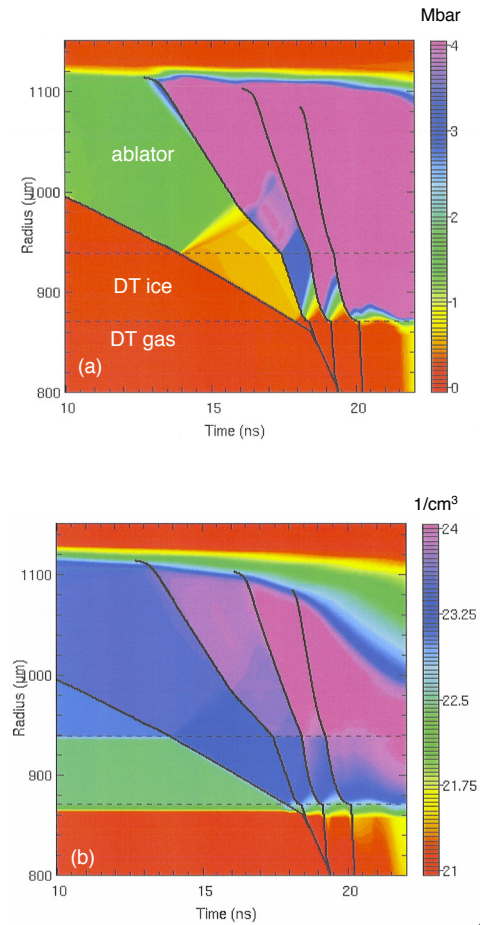 Mbar
1100
1000
900
800
Radius (μm)
ablator
DT ice
DT gas
(a)
4
3
2
1
0
10
15
20
Time (ns)
1/cm3
1100
1000
900
800
Radius (μm)
(b)
24
23.25
22.5
21.75
21
10
15
20
Time (ns)